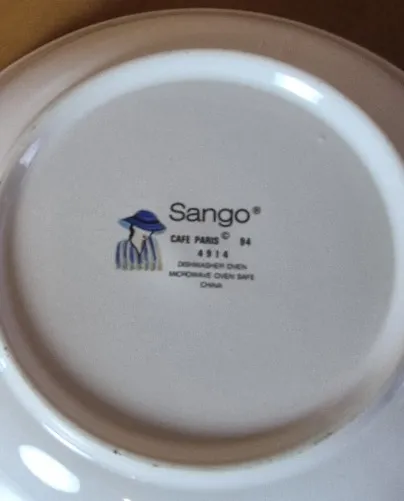 Sango®
CAFE PARIS © 94
4914
DISHWASHER OVEN
MICROWAVE OVEN SAFE
CHINA